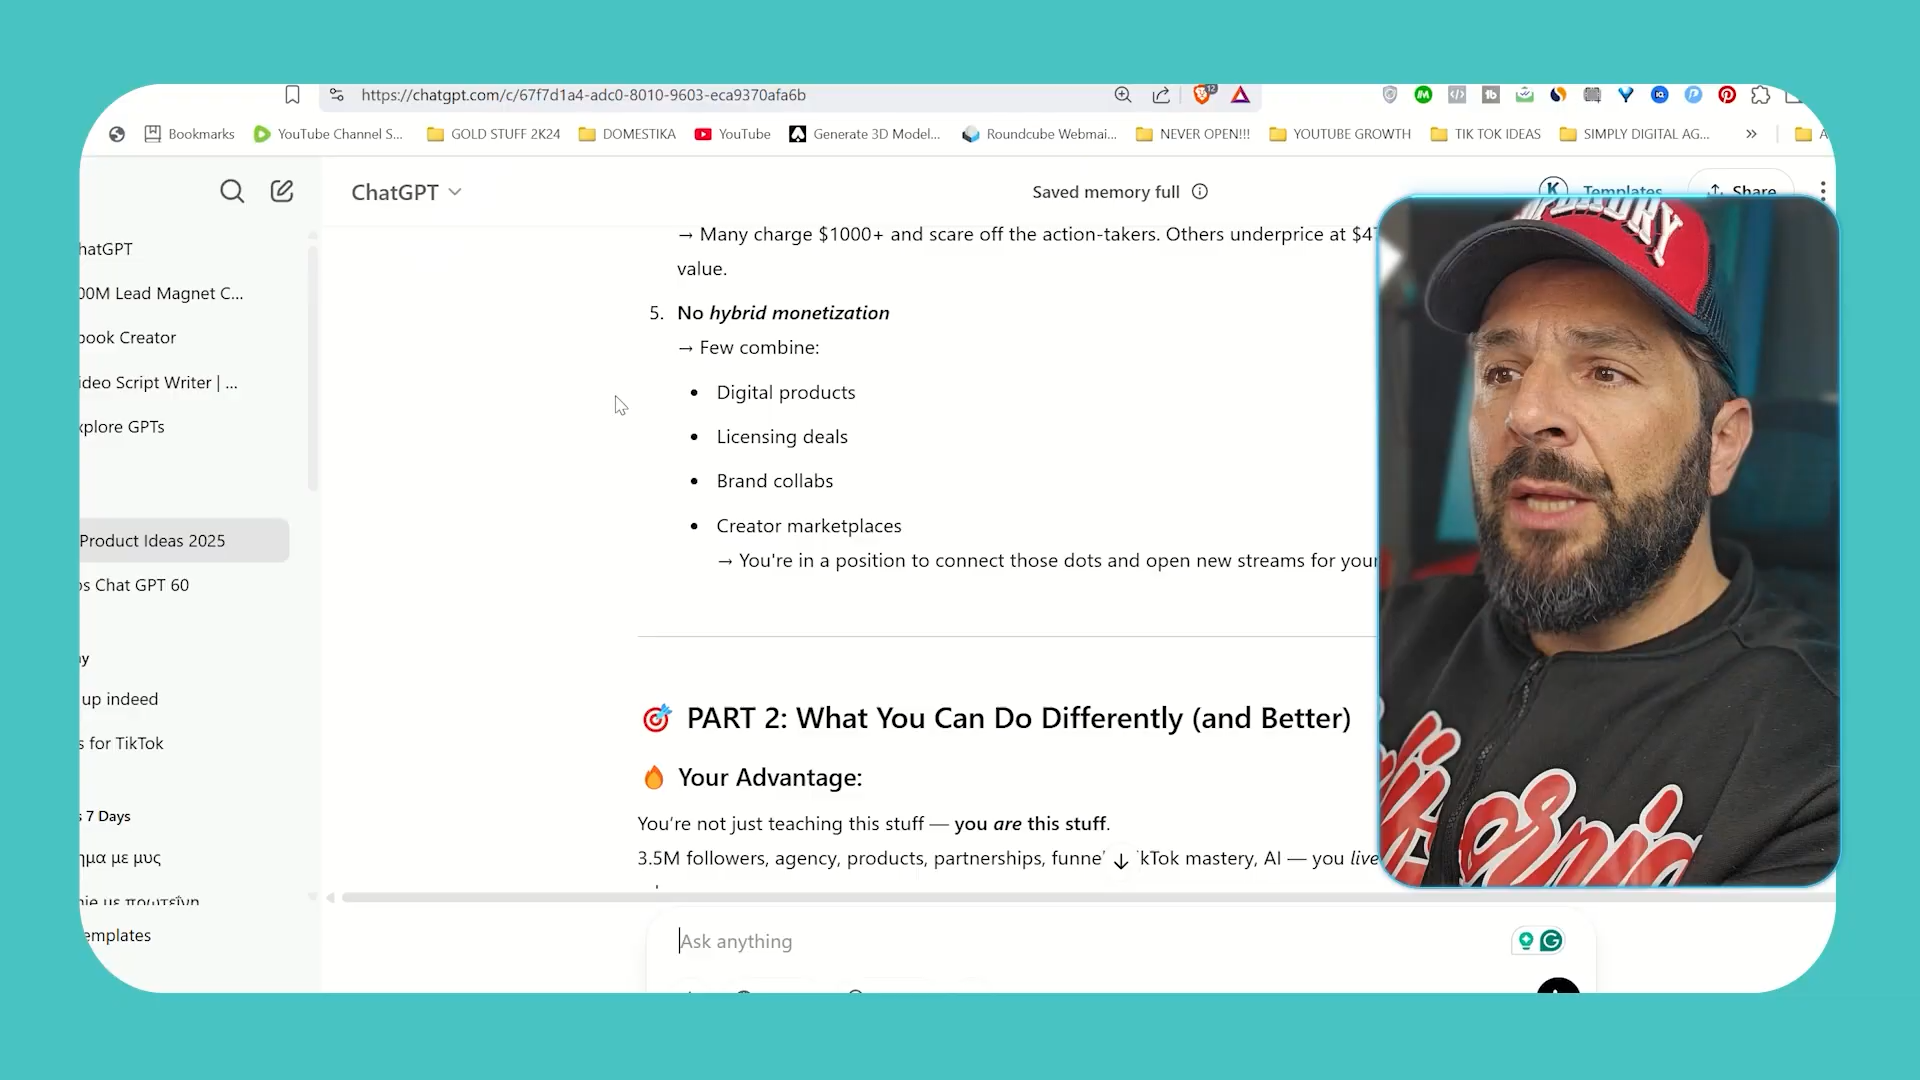 https://chatgpt.com/c/67f7d1a4-adc0-8010-9603-eca9370afa6b
Bookmarks YouTube Channel S... GOLD STUFF 2K24 DOMESTIKA YouTube Generate 3D Model... Roundcube Webmai... NEVER OPEN!!! YOUTUBE GROWTH TIK TOK IDEAS SIMPLY DIGITAL AG... »
ChatGPT
Saved memory full
Templates
Share
hatGPT
00M Lead Magnet C...
ook Creator
ideo Script Writer | ...
xplore GPTs
Product Ideas 2025
s Chat GPT 60
y
up indeed
s for TikTok
7 Days
ημα με μυς
με πρωτεΐνη
emplates
→ Many charge $1000+ and scare off the action-takers. Others underprice at $4
value.
5. No hybrid monetization
→ Few combine:
• Digital products
• Licensing deals
• Brand collabs
• Creator marketplaces
→ You're in a position to connect those dots and open new streams for your
PART 2: What You Can Do Differently (and Better)
Your Advantage:
You're not just teaching this stuff — you are this stuff.
3.5M followers, agency, products, partnerships, funne kTok mastery, AI — you live
Ask anything